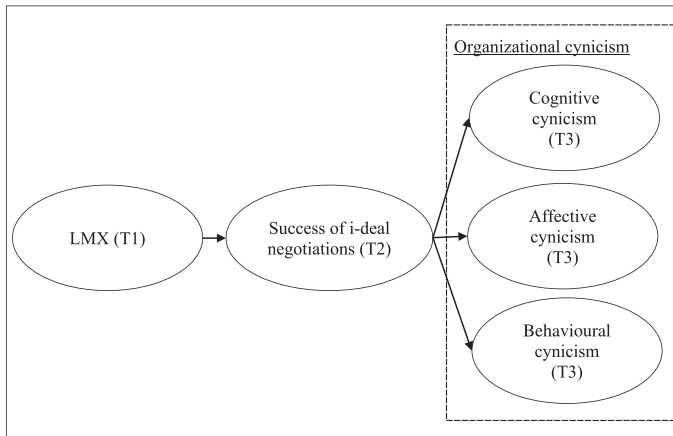 Organizational cynicism
Cognitive
cynicism
(T3)
LMX (T1)
Success of i-deal
negotiations (T2)
Affective
cynicism
(T3)
Behavioural
cynicism
(T3)